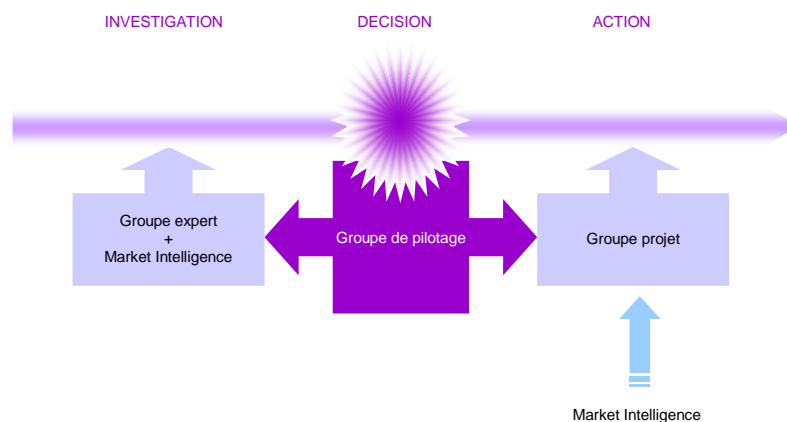 INVESTIGATION
DECISION
ACTION
Groupe expert
+
Market Intelligence
Groupe de pilotage
Groupe projet
Market Intelligence